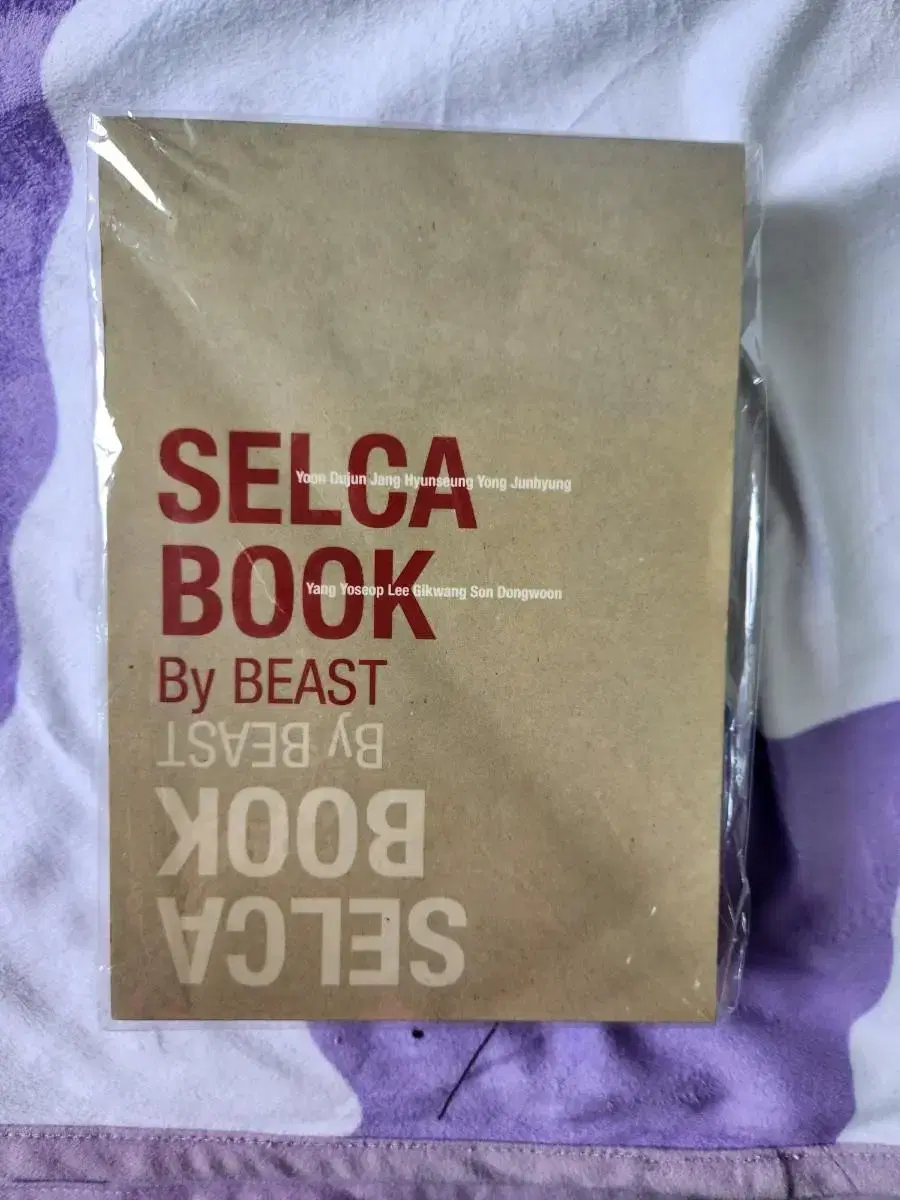 SELCA
Yoon Dujun Jang Hyunseung Yong Junhyung
BOOK
Yang Yoseop Lee Gikwang Son Dongwoon
By BEAST
By BEAST
BOOK
SELCA